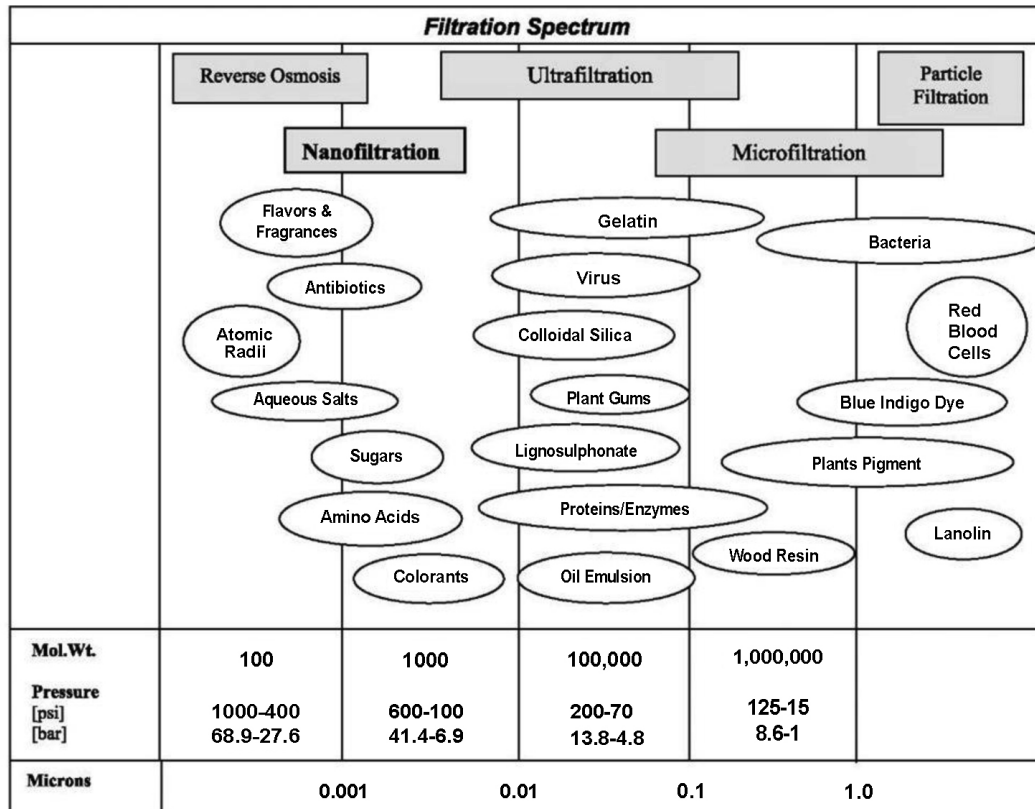 Filtration Spectrum
Reverse Osmosis
Ultrafiltration
Particle
Filtration
Nanofiltration
Microfiltration
Flavors &
Fragrances
Gelatin
Bacteria
Antibiotics
Virus
Atomic
Radii
Colloidal Silica
Red
Blood
Cells
Aqueous Salts
Plant Gums
Blue Indigo Dye
Sugars
Lignosulphonate
Plants Pigment
Amino Acids
Proteins/Enzymes
Lanolin
Wood Resin
Colorants
Oil Emulsion
Mol.Wt. 100 1000 100,000 1,000,000
Pressure
[psi] 1000-400 600-100 200-70 125-15
[bar] 68.9-27.6 41.4-6.9 13.8-4.8 8.6-1
Microns 0.001 0.01 0.1 1.0